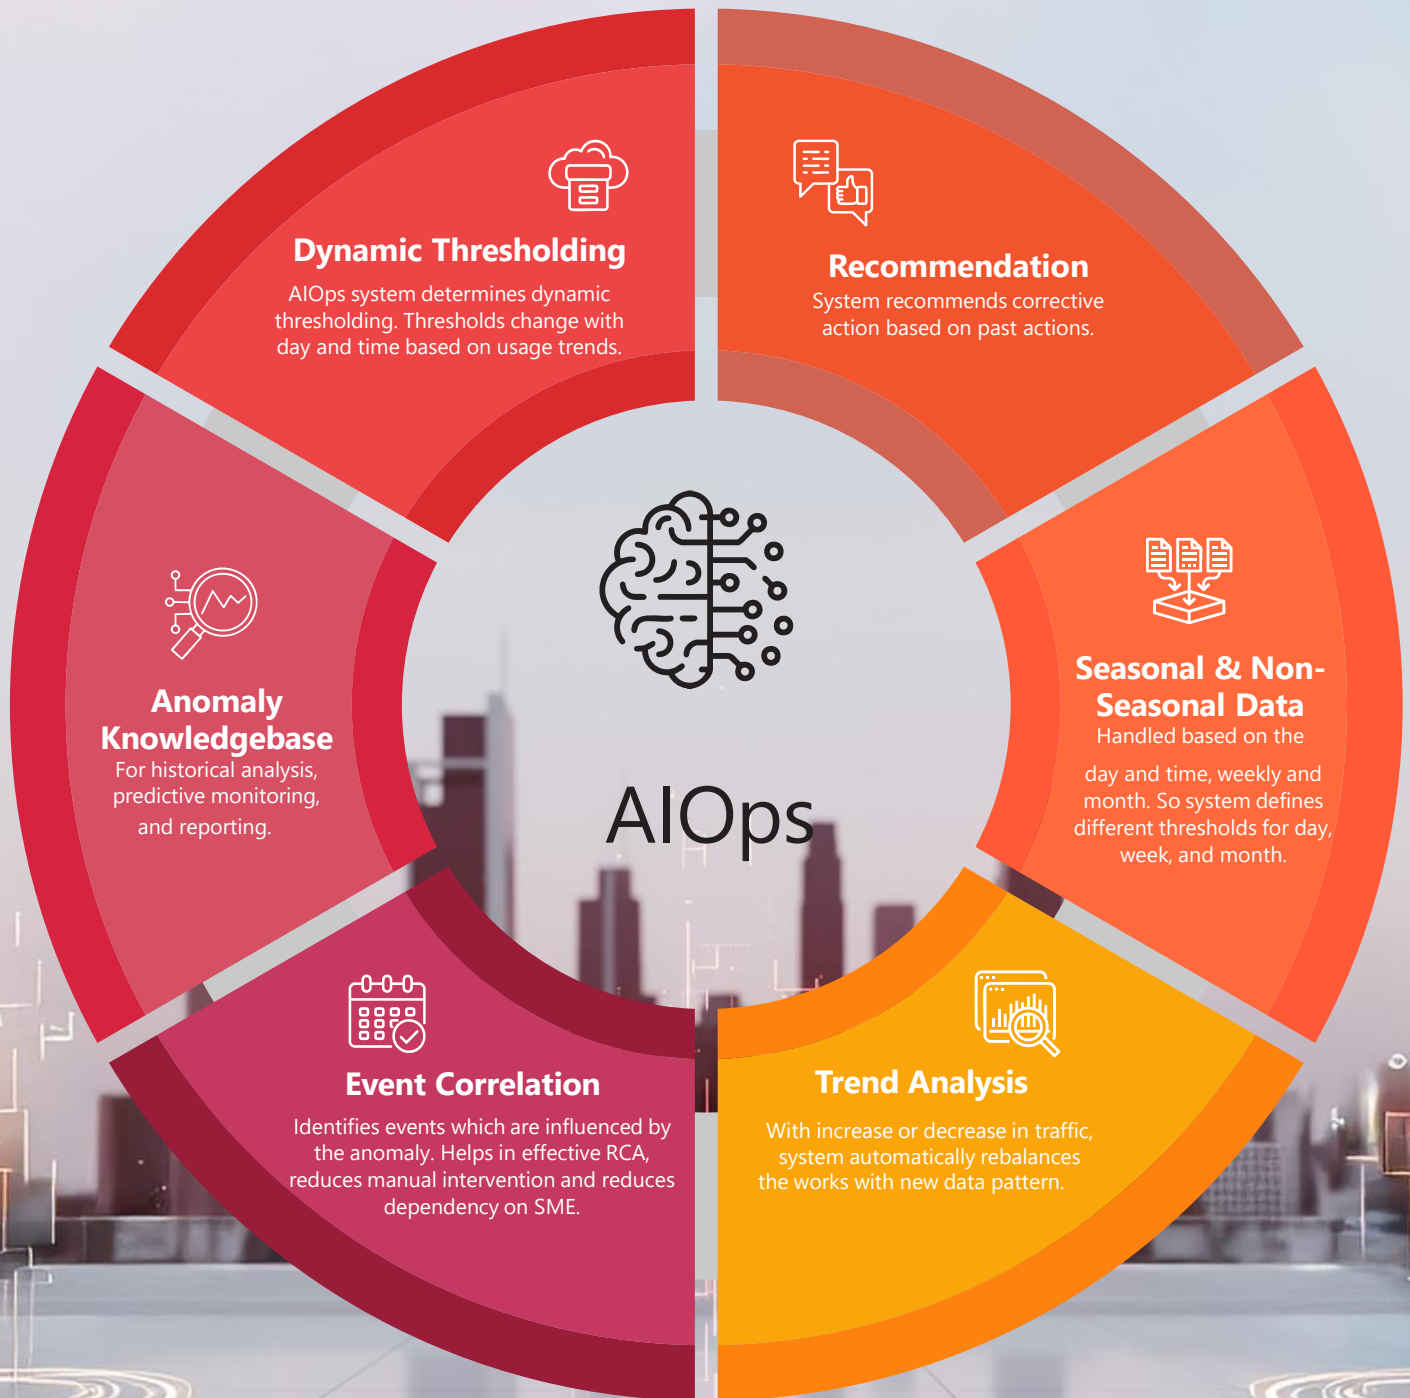 Dynamic Thresholding
AIOps system determines dynamic
thresholding. Thresholds change with
day and time based on usage trends.
Recommendation
System recommends corrective
action based on past actions.
Anomaly
Knowledgebase
For historical analysis,
predictive monitoring,
and reporting.
AIOps
Seasonal & Non-
Seasonal Data
Handled based on the
day and time, weekly and
month. So system defines
different thresholds for day,
week, and month.
Event Correlation
Identifies events which are influenced by
the anomaly. Helps in effective RCA,
reduces manual intervention and reduces
dependency on SME.
Trend Analysis
With increase or decrease in traffic,
system automatically rebalances
the works with new data pattern.